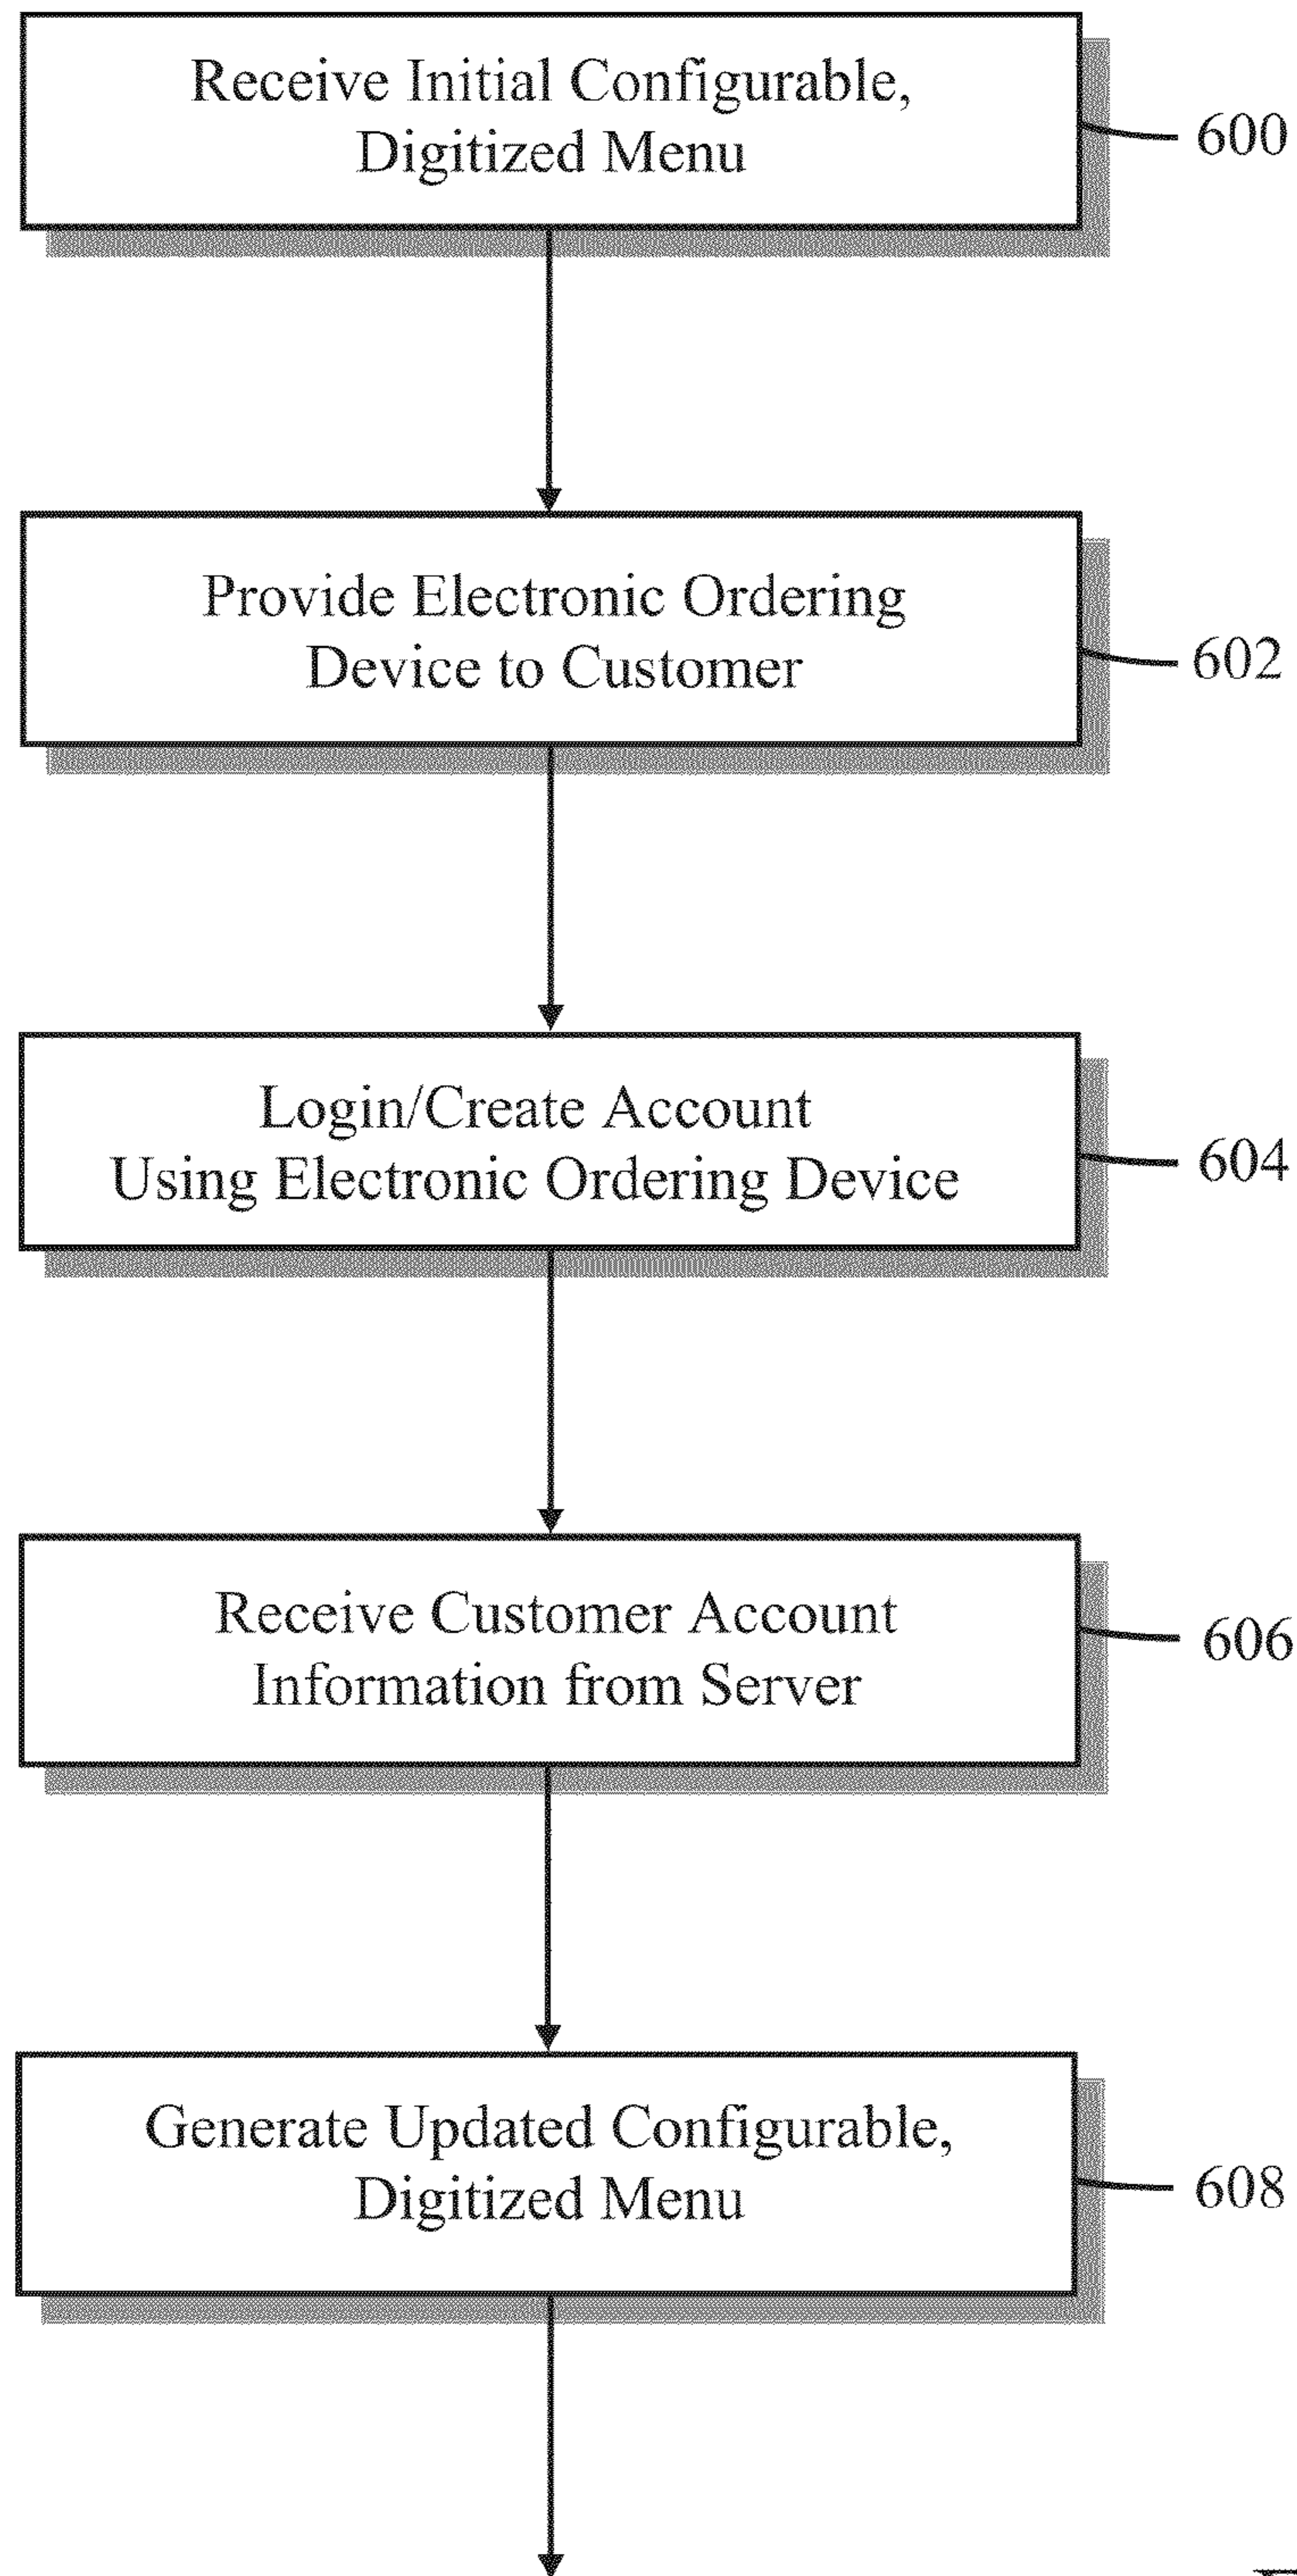 Receive Initial Configurable,
Digitized Menu
600
Provide Electronic Ordering
Device to Customer
602
Login/Create Account
Using Electronic Ordering Device
604
Receive Customer Account
Information from Server
606
Generate Updated Configurable,
Digitized Menu
608